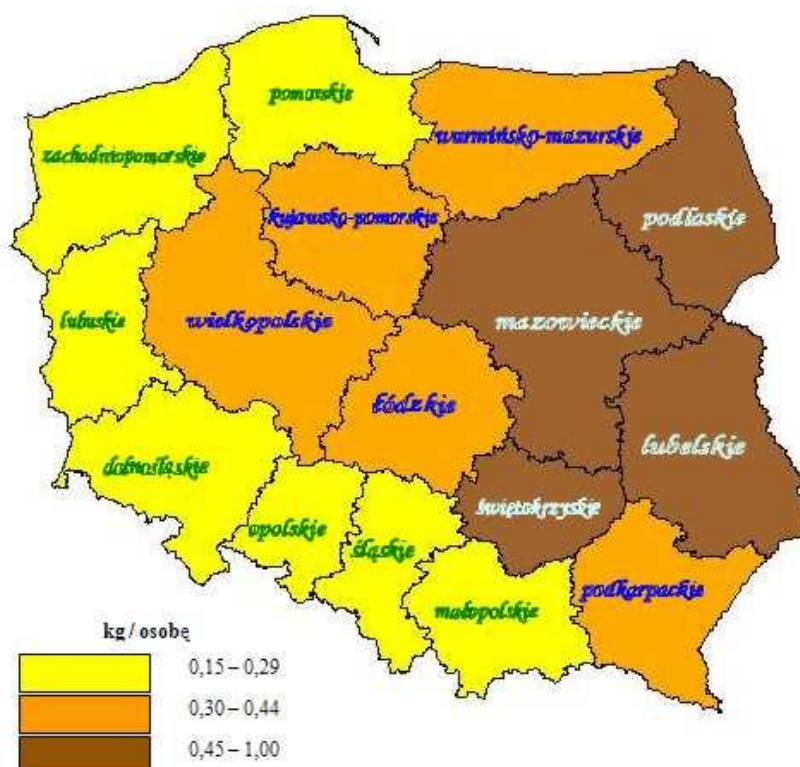 pomorskie
warmińsko-mazurskie
zachodniopomorskie
podlaskie
kujawsko-pomorskie
lubuskie
wielkopolskie
mazowieckie
łódzkie
lubelskie
dolnośląskie
świętokrzyskie
opolskie
śląskie
podkarpackie
małopolskie
kg / osobę
0,15 – 0,29
0,30 – 0,44
0,45 – 1,00